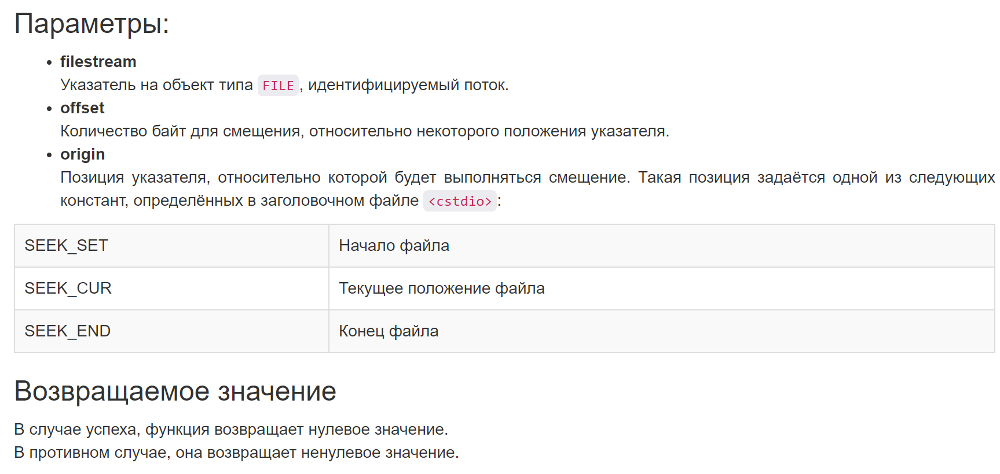 Параметры:
filestream
Указатель на объект типа FILE, идентифицируемый поток.
offset
Количество байт для смещения, относительно некоторого положения указателя.
origin
Позиция указателя, относительно которой будет выполняться смещение. Такая позиция задаётся одной из следующих
констант, определённых в заголовочном файле <cstdio>:
SEEK_SET Начало файла
SEEK_CUR Текущее положение файла
SEEK_END Конец файла
Возвращаемое значение
В случае успеха, функция возвращает нулевое значение.
В противном случае, она возвращает ненулевое значение.